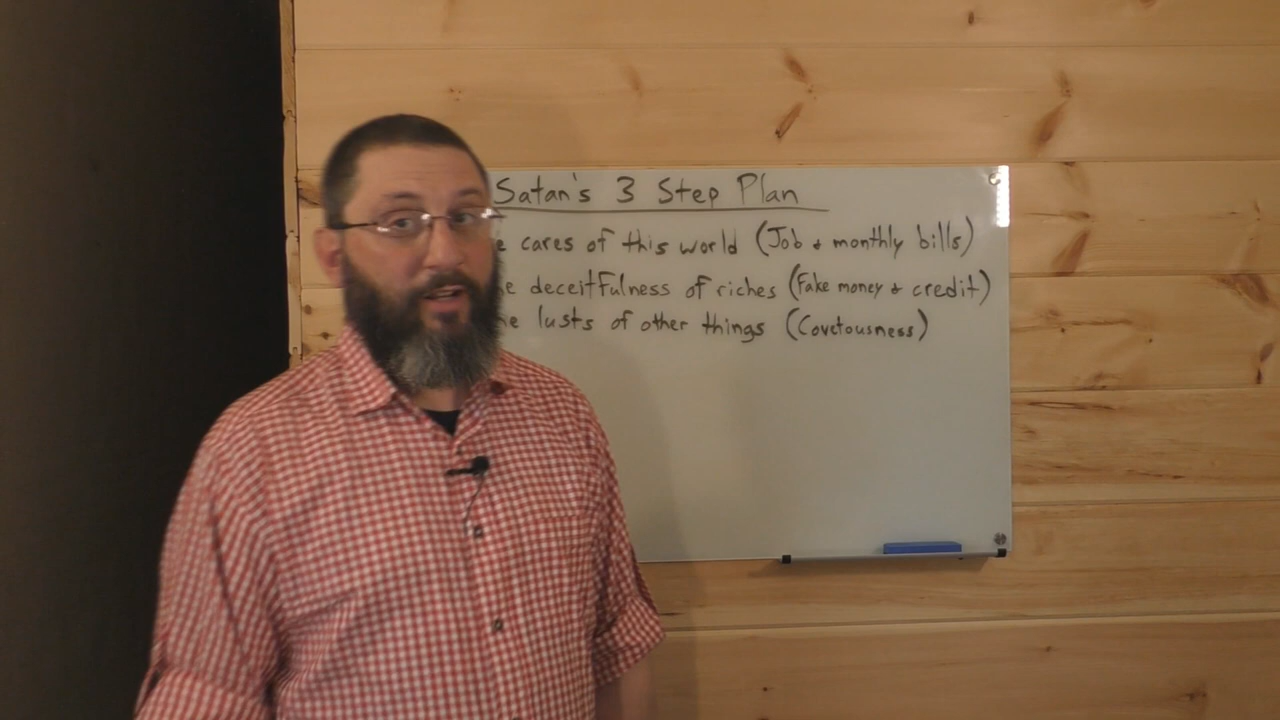 Satan's 3 Step Plan
e cares of this world (Job & monthly bills)
e deceitfulness of riches (Fake money & credit)
he lusts of other things (Covetousness)